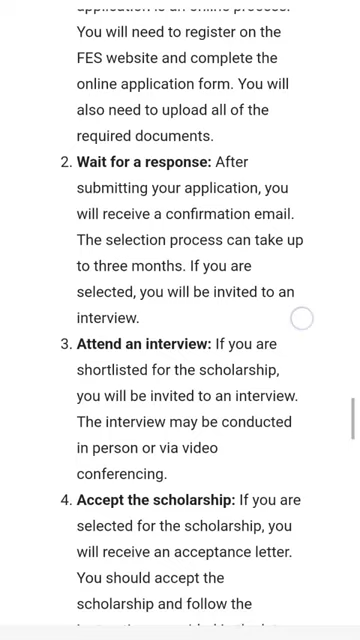 application is an online process.
You will need to register on the
FES website and complete the
online application form. You will
also need to upload all of the
required documents.
2. Wait for a response: After
submitting your application, you
will receive a confirmation email.
The selection process can take up
to three months. If you are
selected, you will be invited to an
interview.
3. Attend an interview: If you are
shortlisted for the scholarship,
you will be invited to an interview.
The interview may be conducted
in person or via video
conferencing.
4. Accept the scholarship: If you are
selected for the scholarship, you
will receive an acceptance letter.
You should accept the
scholarship and follow the